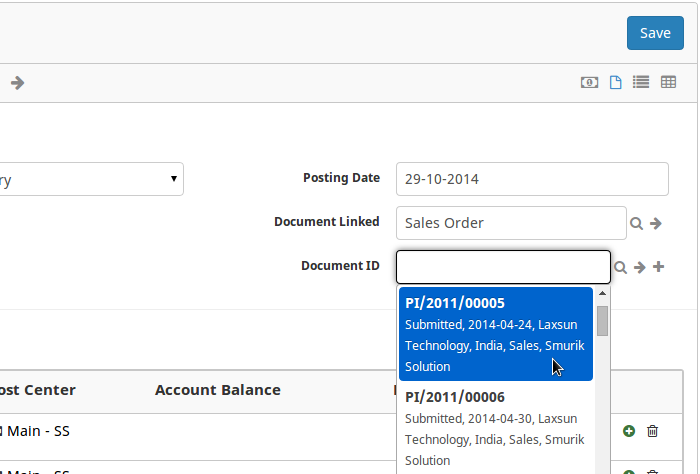 Save
ry
Posting Date
29-10-2014
Document Linked
Sales Order
Document ID
PI/2011/00005
Submitted, 2014-04-24, Laxsun
Technology, India, Sales, Smurik
Solution
PI/2011/00006
Submitted, 2014-04-30, Laxsun
Technology, India, Sales, Smurik
Solution
ost Center
Account Balance
Main - SS